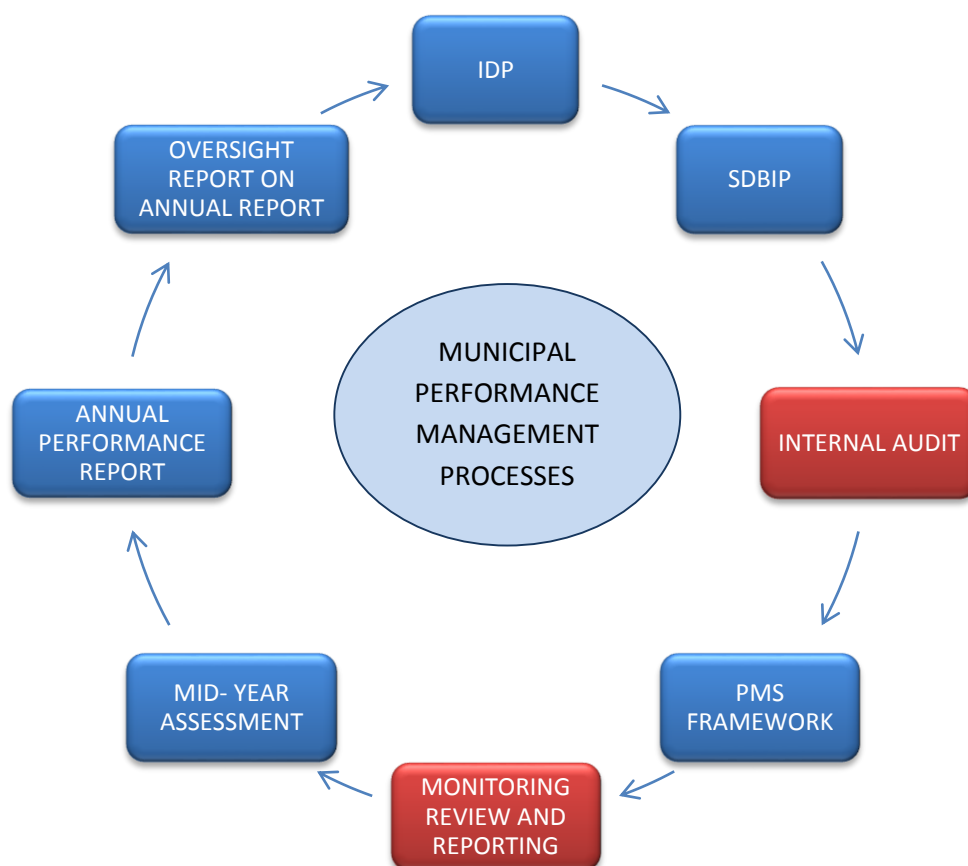 IDP
SDBIP
INTERNAL AUDIT
PMS
FRAMEWORK
MONITORING
REVIEW AND
REPORTING
MID- YEAR
ASSESSMENT
ANNUAL
PERFORMANCE
REPORT
OVERSIGHT
REPORT ON
ANNUAL REPORT
MUNICIPAL
PERFORMANCE
MANAGEMENT
PROCESSES